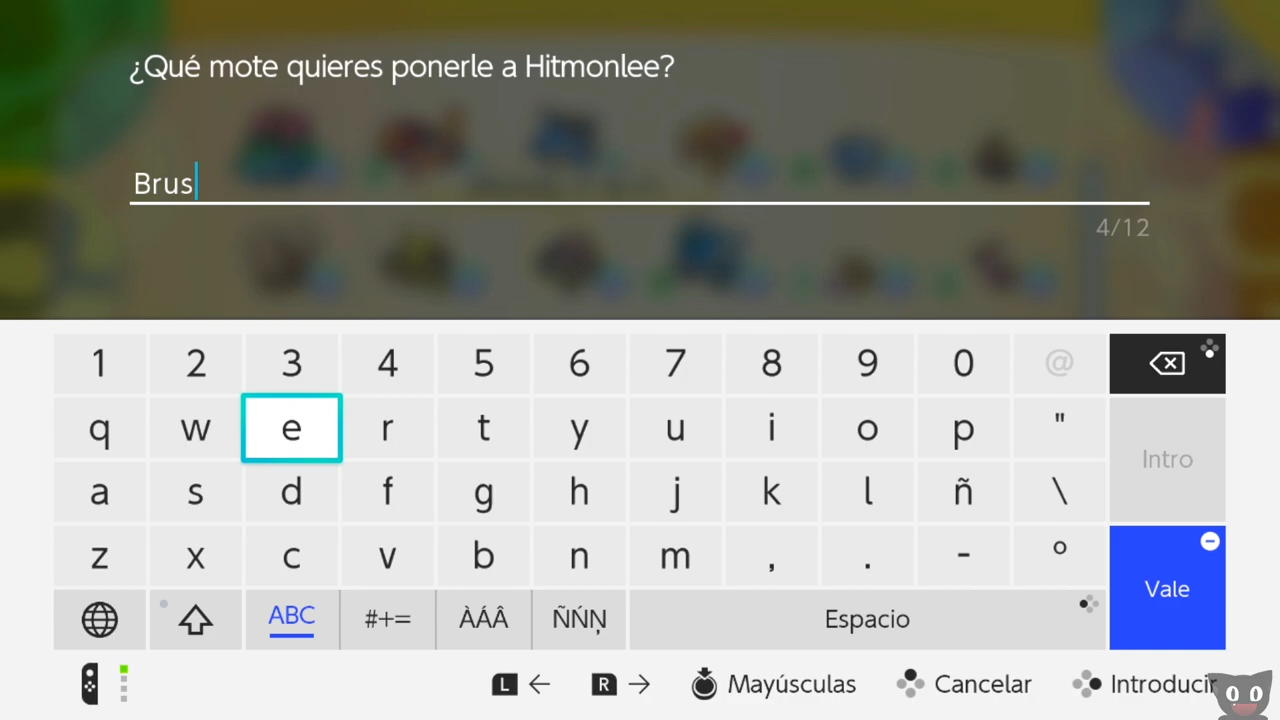 ¿Qué mote quieres ponerle a Hitmonlee?
Brus
4/12
1 2 3 4 5 6 7 8 9 0 @
q w e r t y u i o p "
Intro
a s d f g h j k l ñ \
z x c v b n m , . - º
Vale
ABC #+= ÀÁÂ ÑŃŅ Espacio
L ← R → Mayúsculas Cancelar Introducir